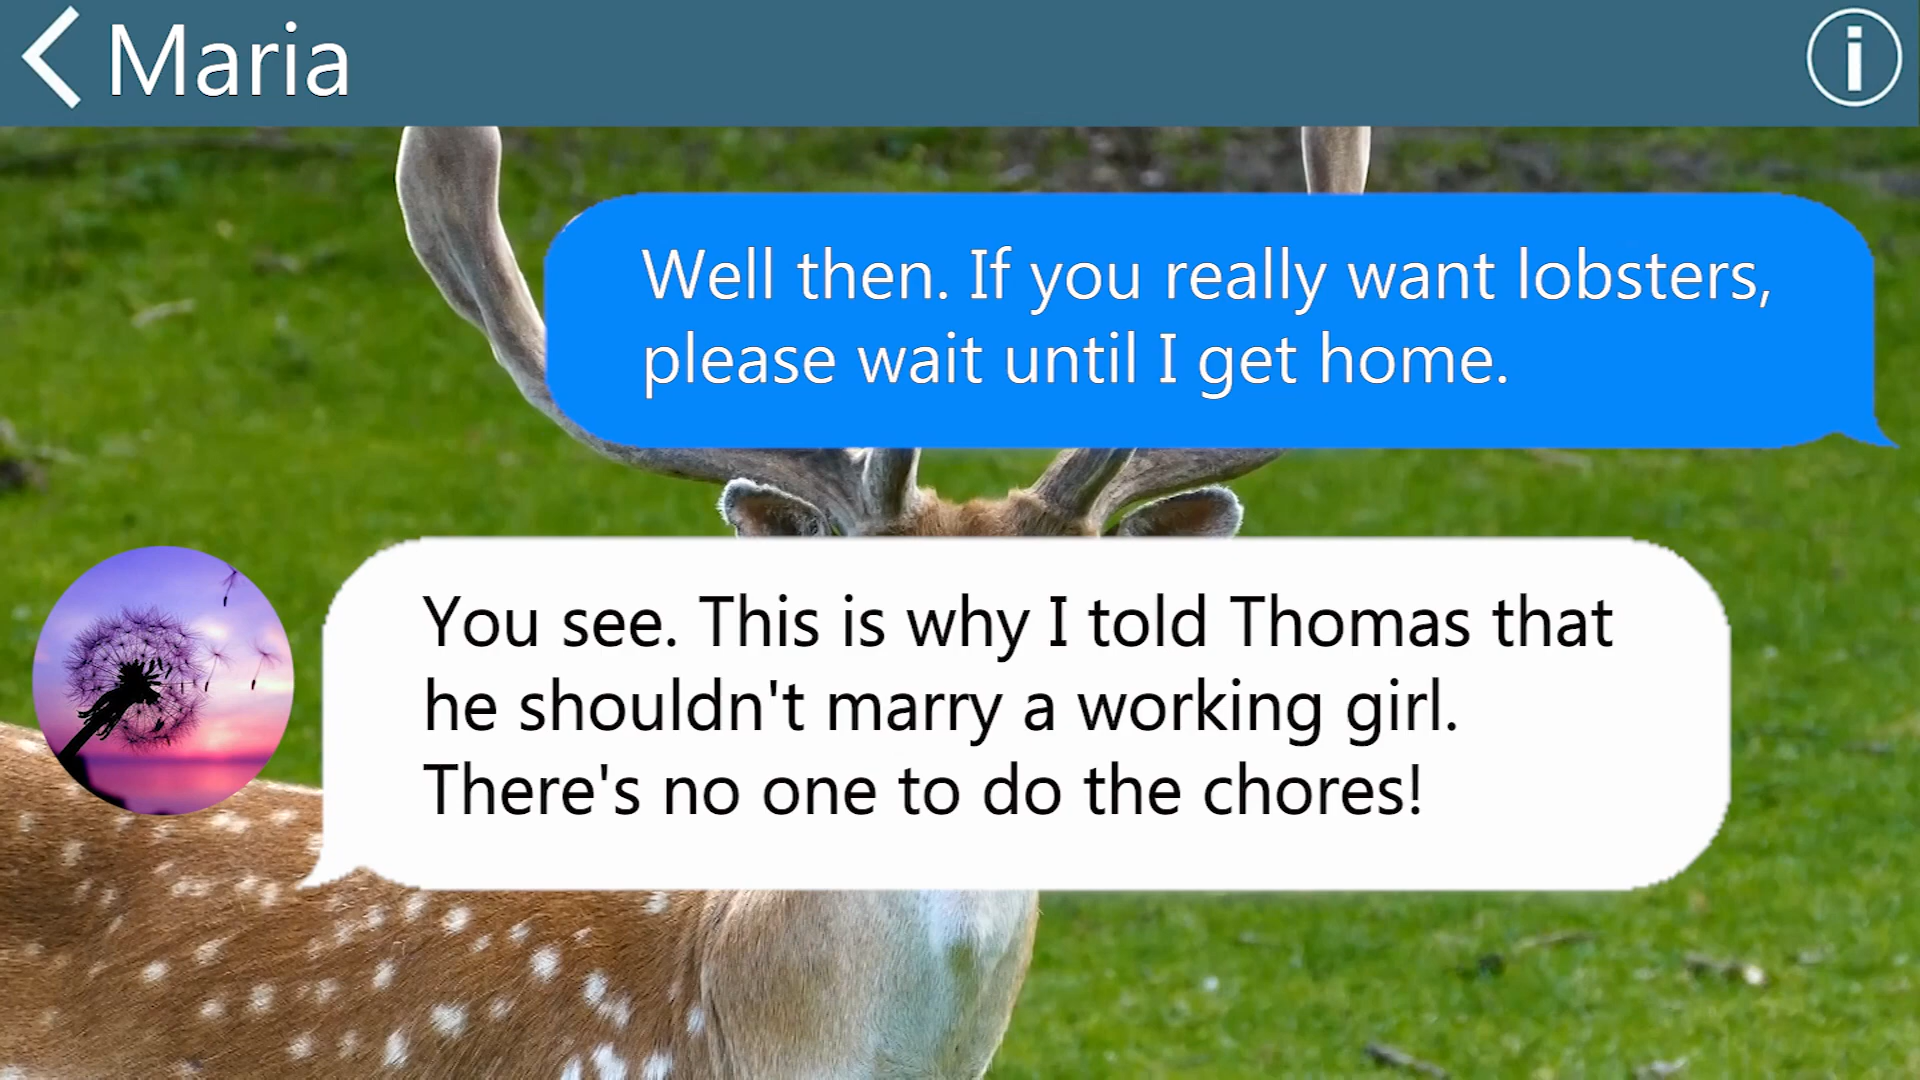 Maria
Well then. If you really want lobsters,
please wait until I get home.
You see. This is why I told Thomas that
he shouldn't marry a working girl.
There's no one to do the chores!